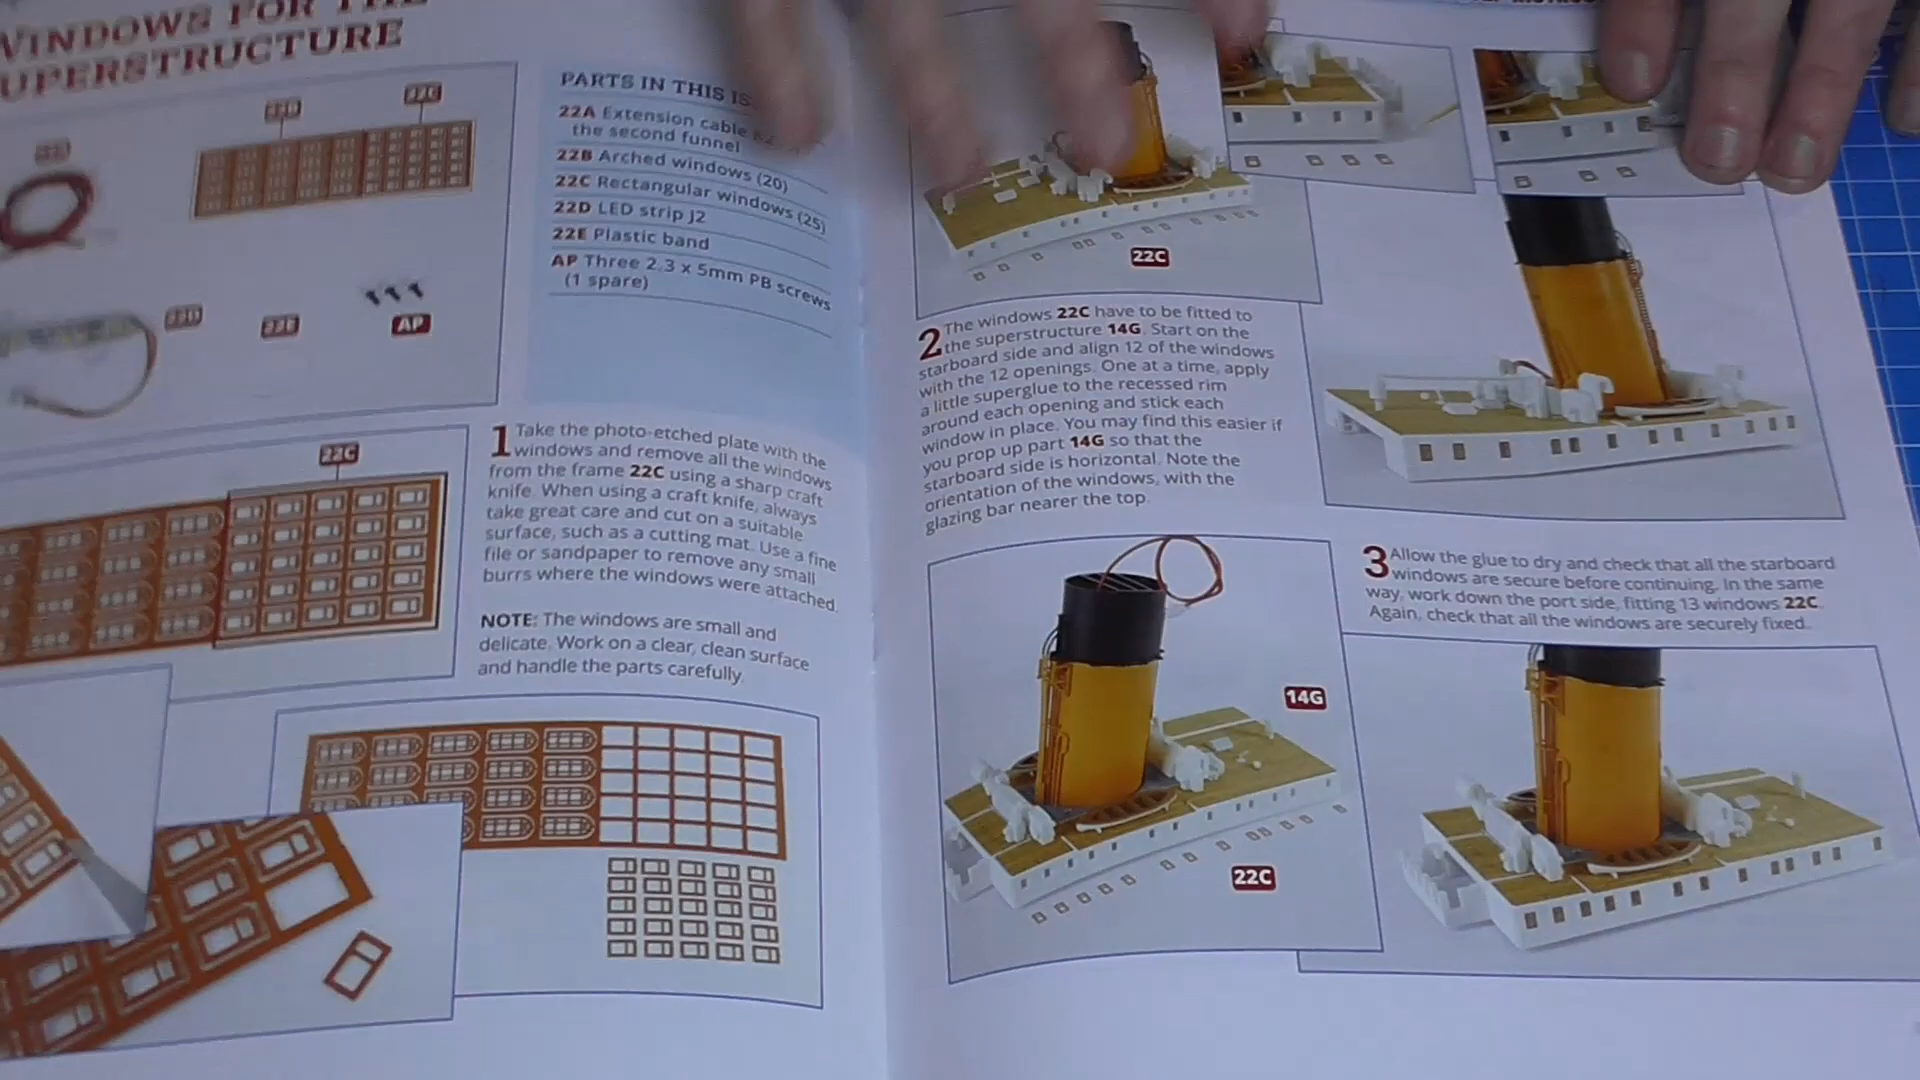 WINDOWS FOR THE
SUPERSTRUCTURE
22C
AP
PARTS IN THIS IS
22A Extension cable
the second funnel
22B Arched windows (20)
22C Rectangular windows (25)
22D LED strip J2
22E Plastic band
AP Three 2.3 x 5mm PB screws
(1 spare)
22C
1 Take the photo-etched plate with the
windows and remove all the windows
from the frame 22C using a sharp craft
knife. When using a craft knife, always
take great care and cut on a suitable
surface, such as a cutting mat. Use a fine
file or sandpaper to remove any small
burrs where the windows were attached.
NOTE: The windows are small and
delicate. Work on a clear, clean surface
and handle the parts carefully.
22C
2 The windows 22C have to be fitted to
the superstructure 14G. Start on the
starboard side and align 12 of the windows
with the 12 openings. One at a time, apply
a little superglue to the recessed rim
around each opening and stick each
window in place. You may find this easier if
you prop up part 14G so that the
starboard side is horizontal. Note the
orientation of the windows, with the
glazing bar nearer the top.
14G
22C
3 Allow the glue to dry and check that all the starboard
windows are secure before continuing. In the same
way, work down the port side, fitting 13 windows 22C.
Again, check that all the windows are securely fixed.